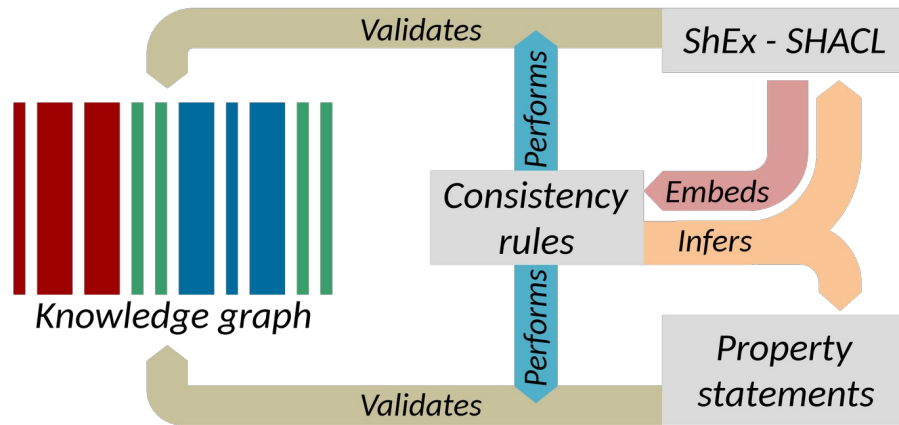 Validates
ShEx - SHACL
Performs
Consistency
rules
Embeds
Infers
Knowledge graph
Performs
Property
statements
Validates